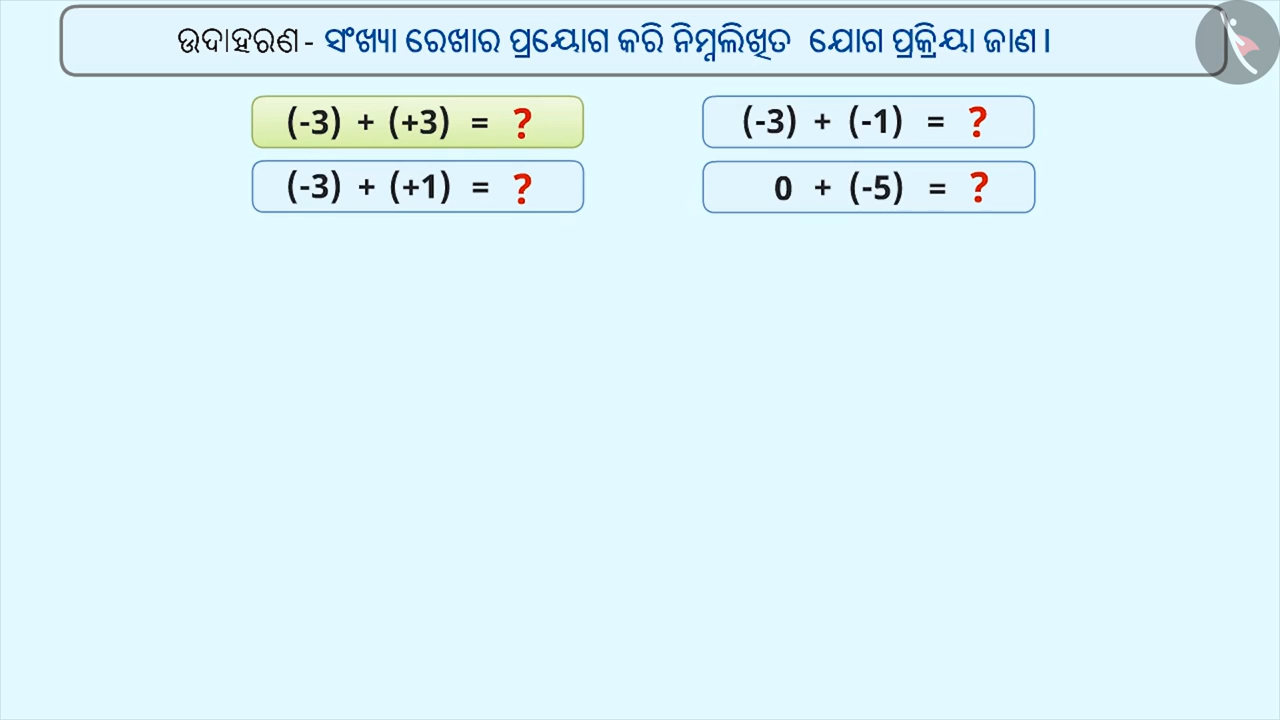 ଉଦାହରଣ - ସଂଖ୍ୟା ରେଖାର ପ୍ରୟୋଗ କରି ନିମ୍ନଲିଖିତ ଯୋଗ ପ୍ରକ୍ରିୟା ଜାଣ ।
(-3) + (+3) = ?
(-3) + (-1) = ?
(-3) + (+1) = ?
0 + (-5) = ?